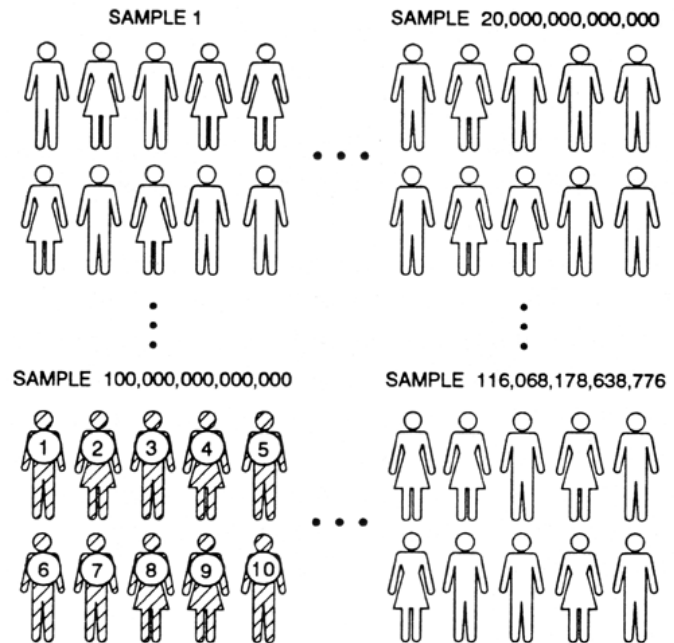 SAMPLE 1
SAMPLE 20,000,000,000,000
SAMPLE 100,000,000,000,000
1 2 3 4 5
6 7 8 9 10
SAMPLE 116,068,178,638,776